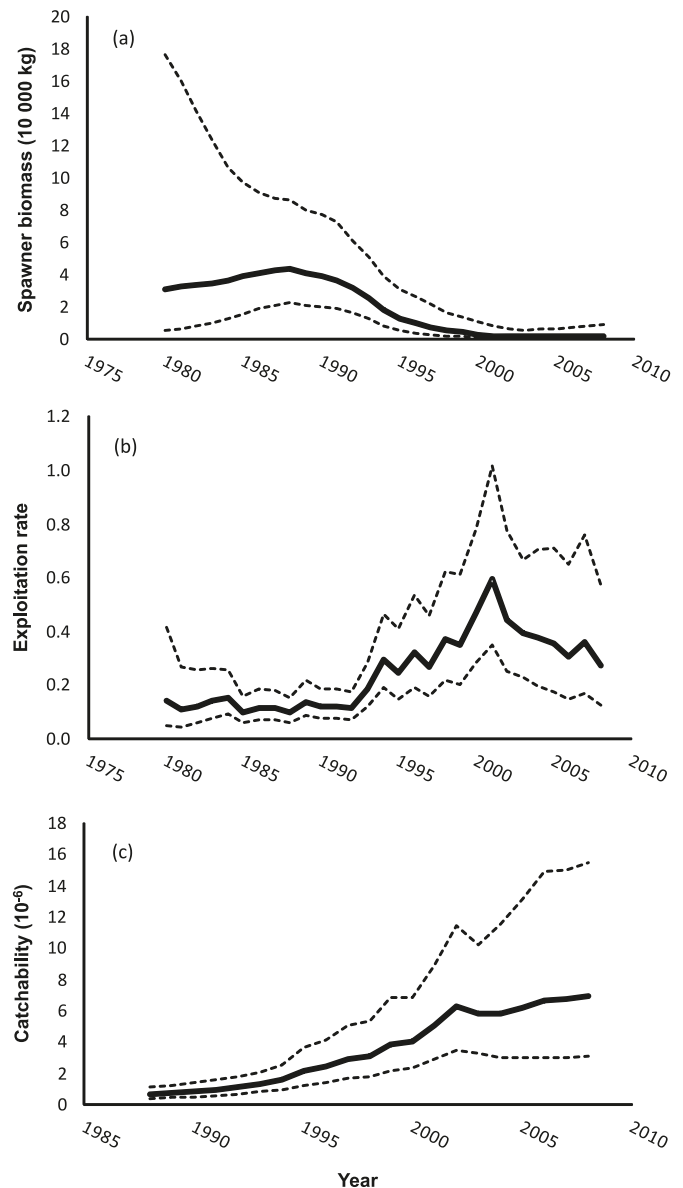 (a)
Spawner biomass (10 000 kg)
20
18
16
14
12
10
8
6
4
2
0
1975 1980 1985 1990 1995 2000 2005 2010
(b)
Exploitation rate
1.2
1.0
0.8
0.6
0.4
0.2
0.0
1975 1980 1985 1990 1995 2000 2005 2010
(c)
Catchability (10⁻⁶)
18
16
14
12
10
8
6
4
2
0
1985 1990 1995 2000 2005 2010
Year